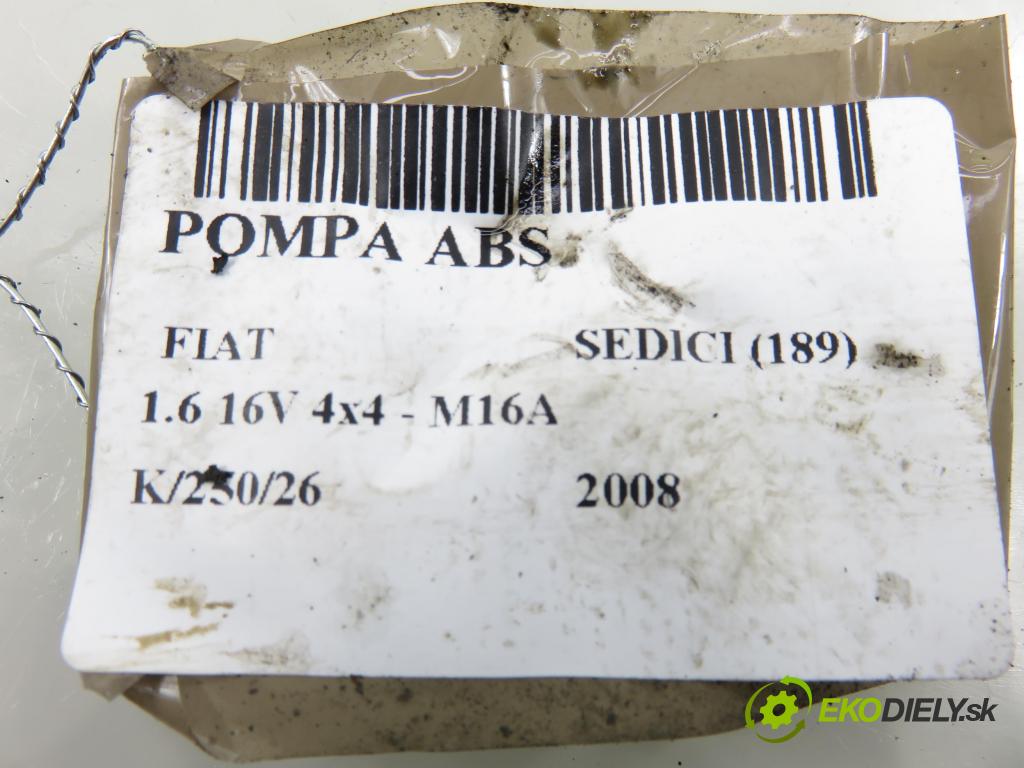 POMPA ABS
FIAT SEDICI (189)
1.6 16V 4x4 - M16A
K/250/26 2008
EKODIELY.sk